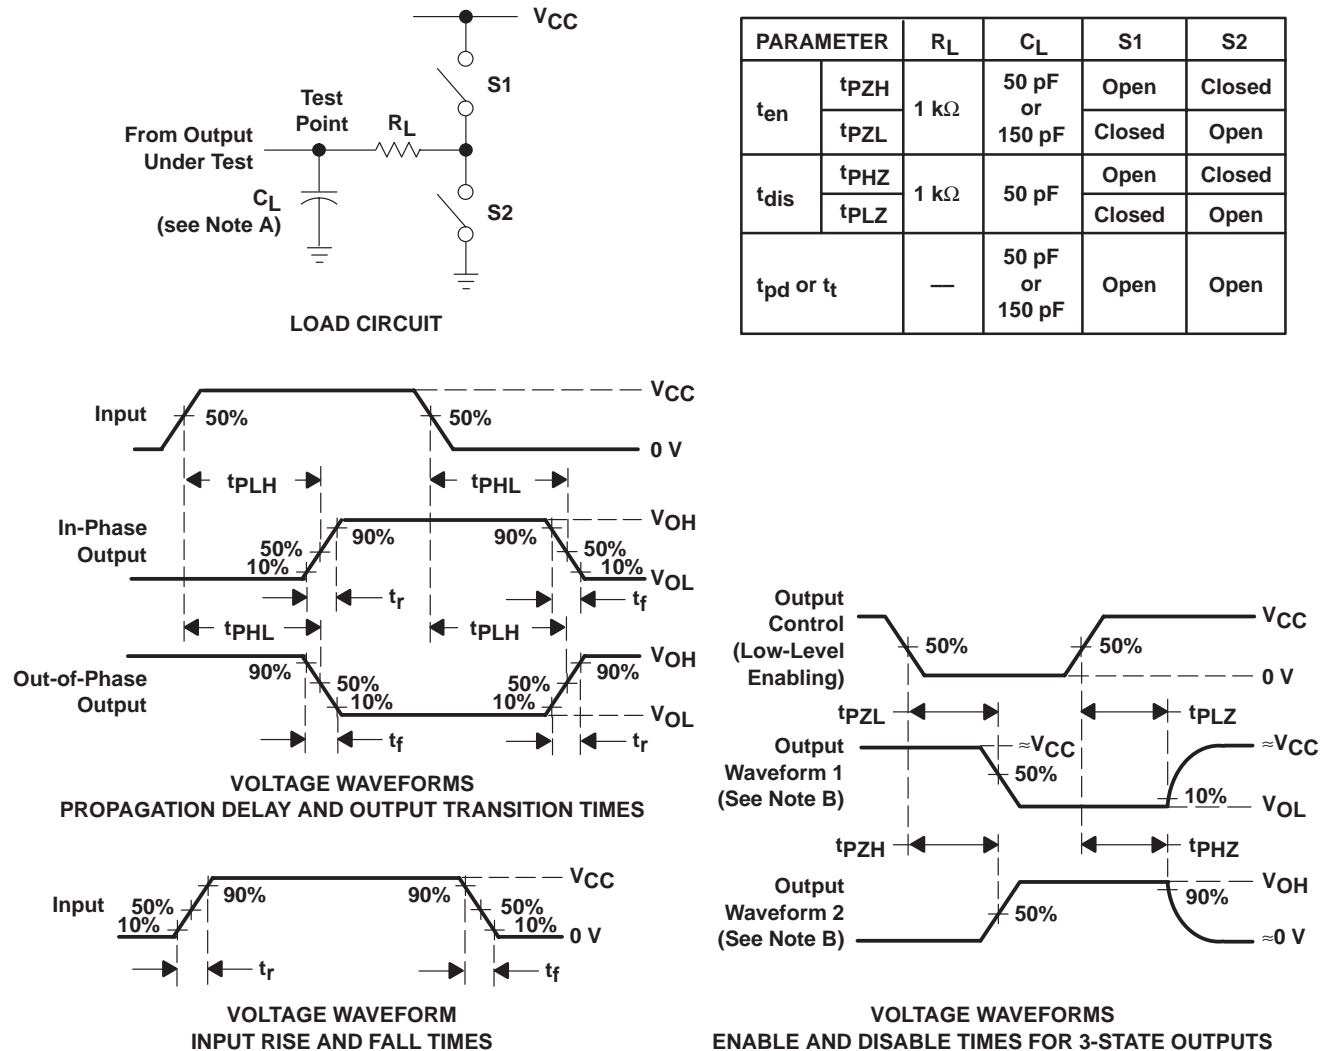 VCC
S1
Test
Point
RL
From Output
Under Test
CL
(see Note A)
S2
LOAD CIRCUIT
PARAMETER RL CL S1 S2
ten tPZH 1 kΩ 50 pF or 150 pF Open Closed
tPZL Closed Open
tdis tPHZ 1 kΩ 50 pF Open Closed
tPLZ Closed Open
tpd or tt — 50 pF or 150 pF Open Open
Input 50% 50% VCC
0 V
tPLH tPHL
In-Phase
Output
VOH
90% 90%
50% 50%
10% 10%
VOL
tr tf
tPHL tPLH
Out-of-Phase
Output
VOH
90% 90%
50% 50%
10% 10%
VOL
tf tr
VOLTAGE WAVEFORMS
PROPAGATION DELAY AND OUTPUT TRANSITION TIMES
Input
VCC
90% 90%
50% 50%
10% 10%
0 V
tr tf
VOLTAGE WAVEFORM
INPUT RISE AND FALL TIMES
Output
Control
(Low-Level
Enabling)
50% 50%
VCC
0 V
tPZL tPLZ
Output
Waveform 1
(See Note B)
≈VCC ≈VCC
50%
10%
VOL
tPZH tPHZ
Output
Waveform 2
(See Note B)
VOH
90%
50%
≈0 V
VOLTAGE WAVEFORMS
ENABLE AND DISABLE TIMES FOR 3-STATE OUTPUTS